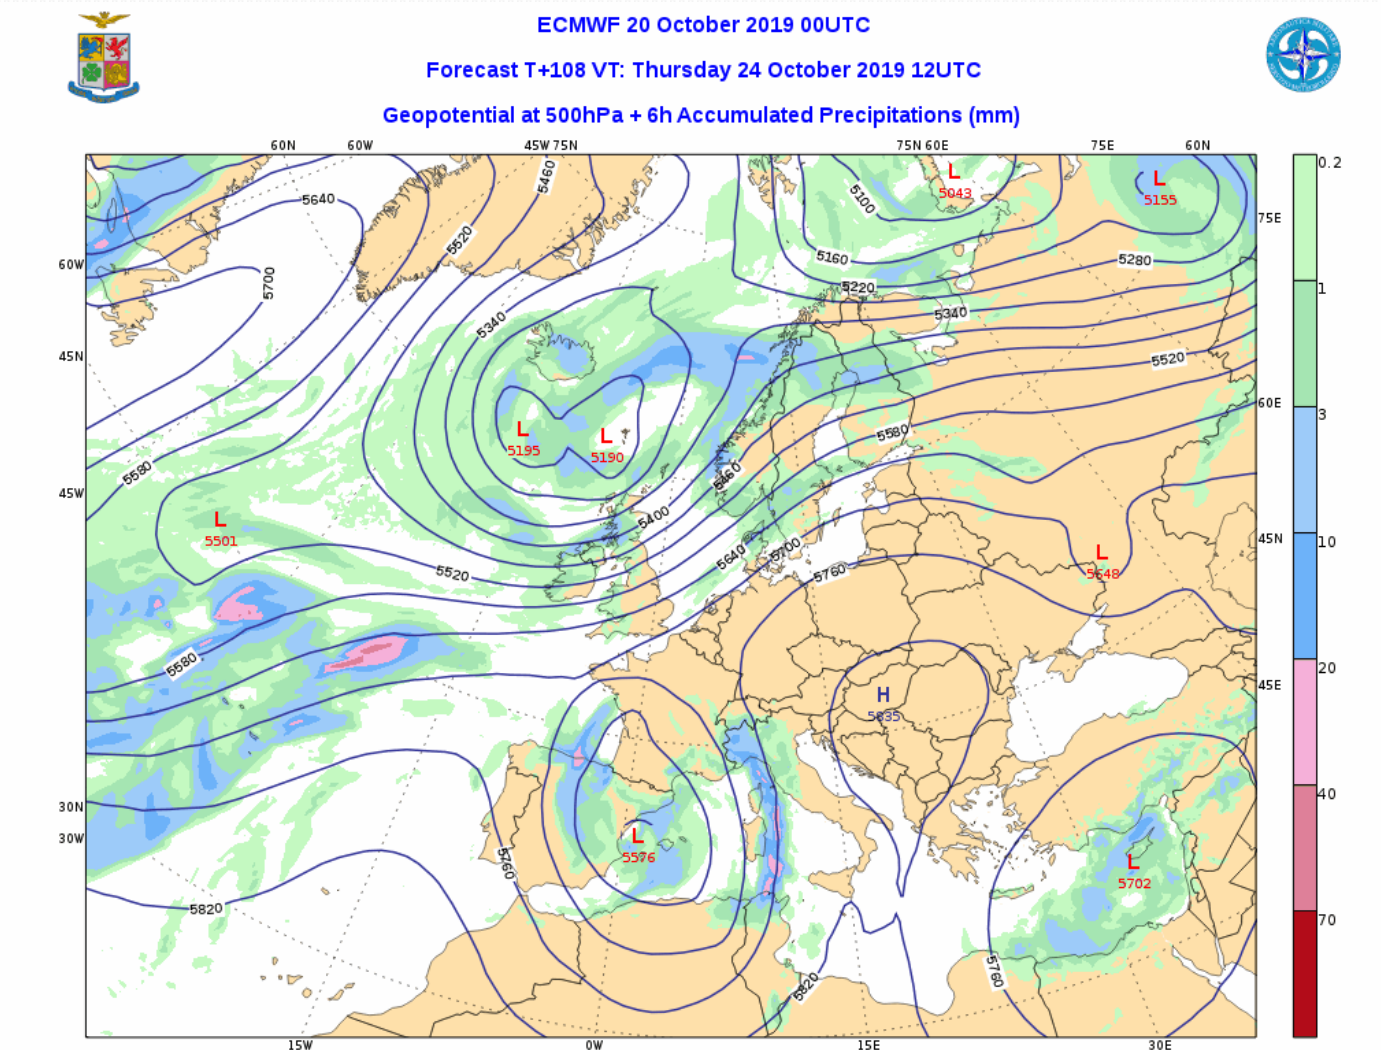 ECMWF 20 October 2019 00UTC
Forecast T+108 VT: Thursday 24 October 2019 12UTC
Geopotential at 500hPa + 6h Accumulated Precipitations (mm)
60N 60W 45W 75N 75N 60E 75E 60N
0.2
L
5043
L
5155
5460
5100
5640
75E
5520
60W
5160
5280
5700
5220
1
5340
5340
45N
5520
60E
3
L
5195
L
5190
5580
5580
5460
45W
L
5501
5400
45N
10
L
5648
5640
5700
5520
5760
5580
20
45E
H
5835
40
30N
30W
L
5576
5760
L
5702
5820
70
5760
5820
15W 0W 15E 30E